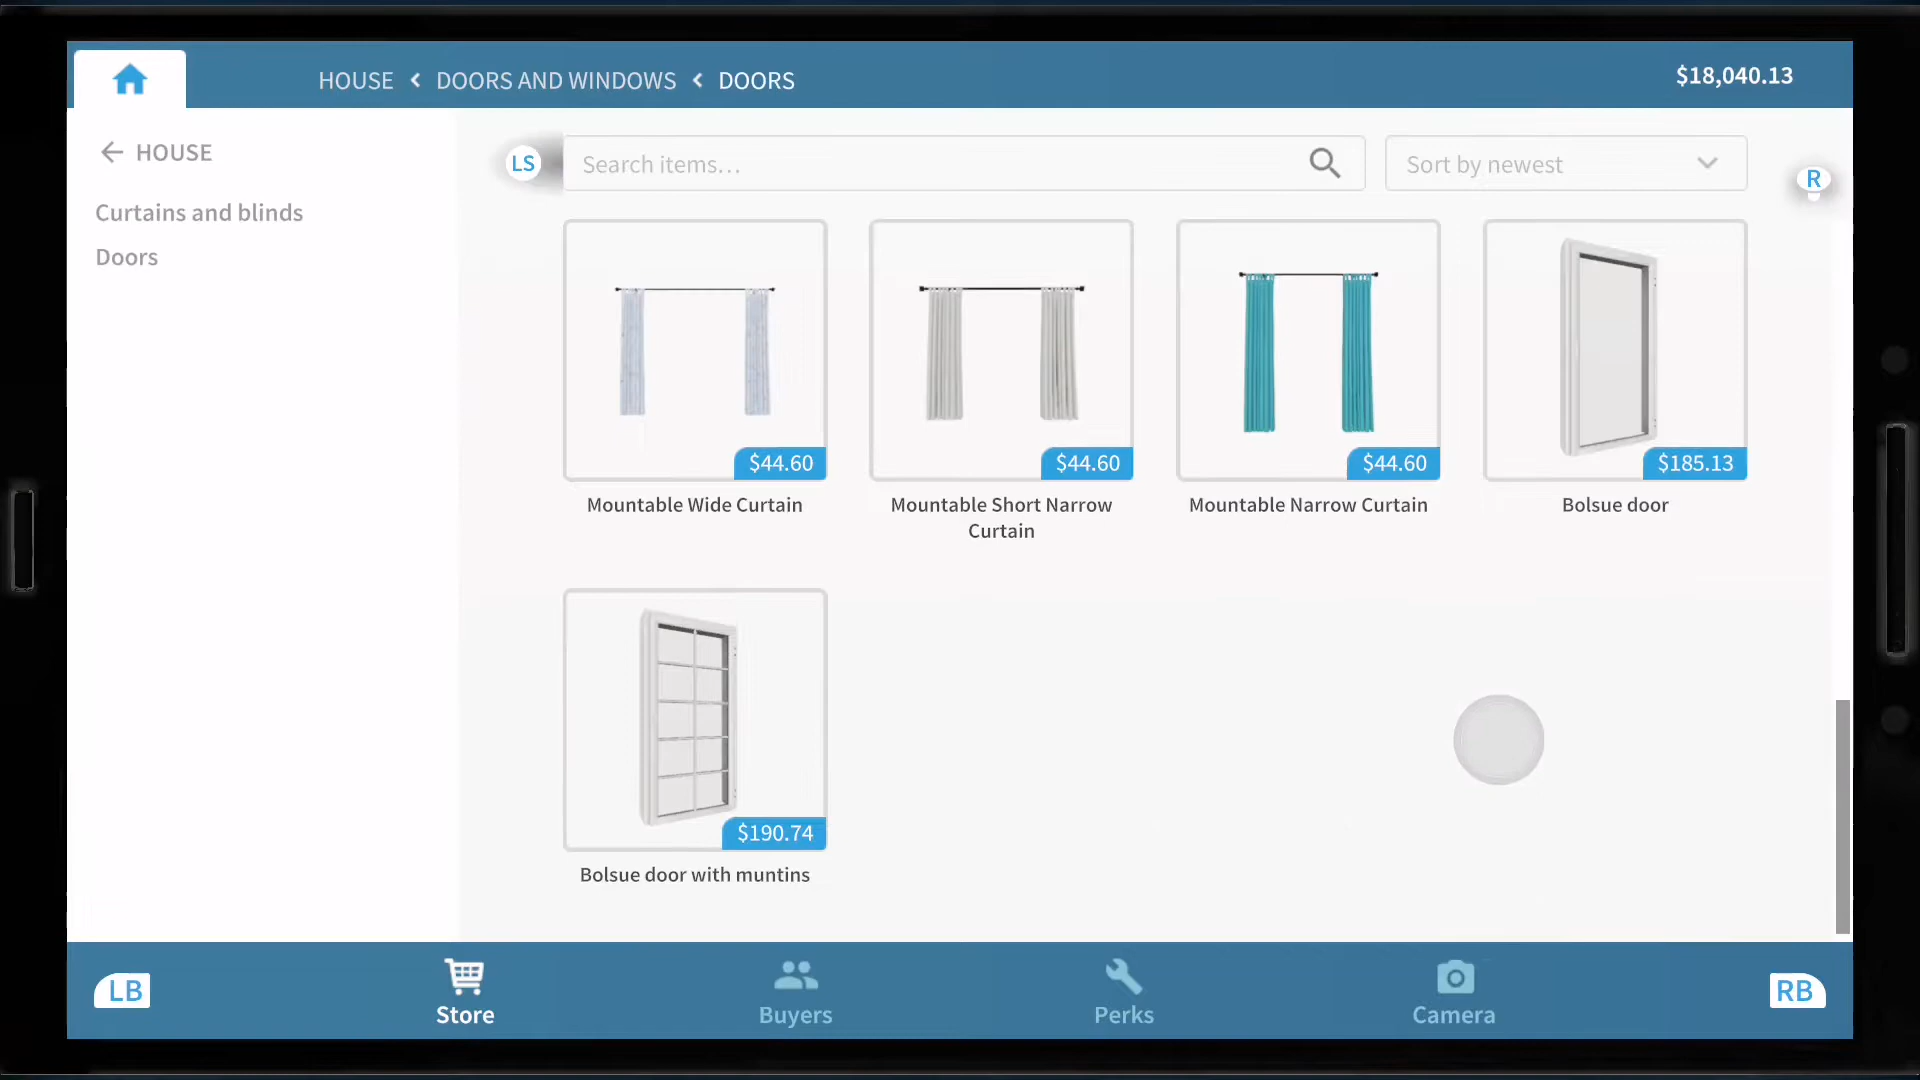 HOUSE < DOORS AND WINDOWS < DOORS
$18,040.13
HOUSE
Curtains and blinds
Doors
LS
Search items...
Sort by newest
R
$44.60
Mountable Wide Curtain
$44.60
Mountable Short Narrow
Curtain
$44.60
Mountable Narrow Curtain
$185.13
Bolsue door
$190.74
Bolsue door with muntins
LB
Store
Buyers
Perks
Camera
RB